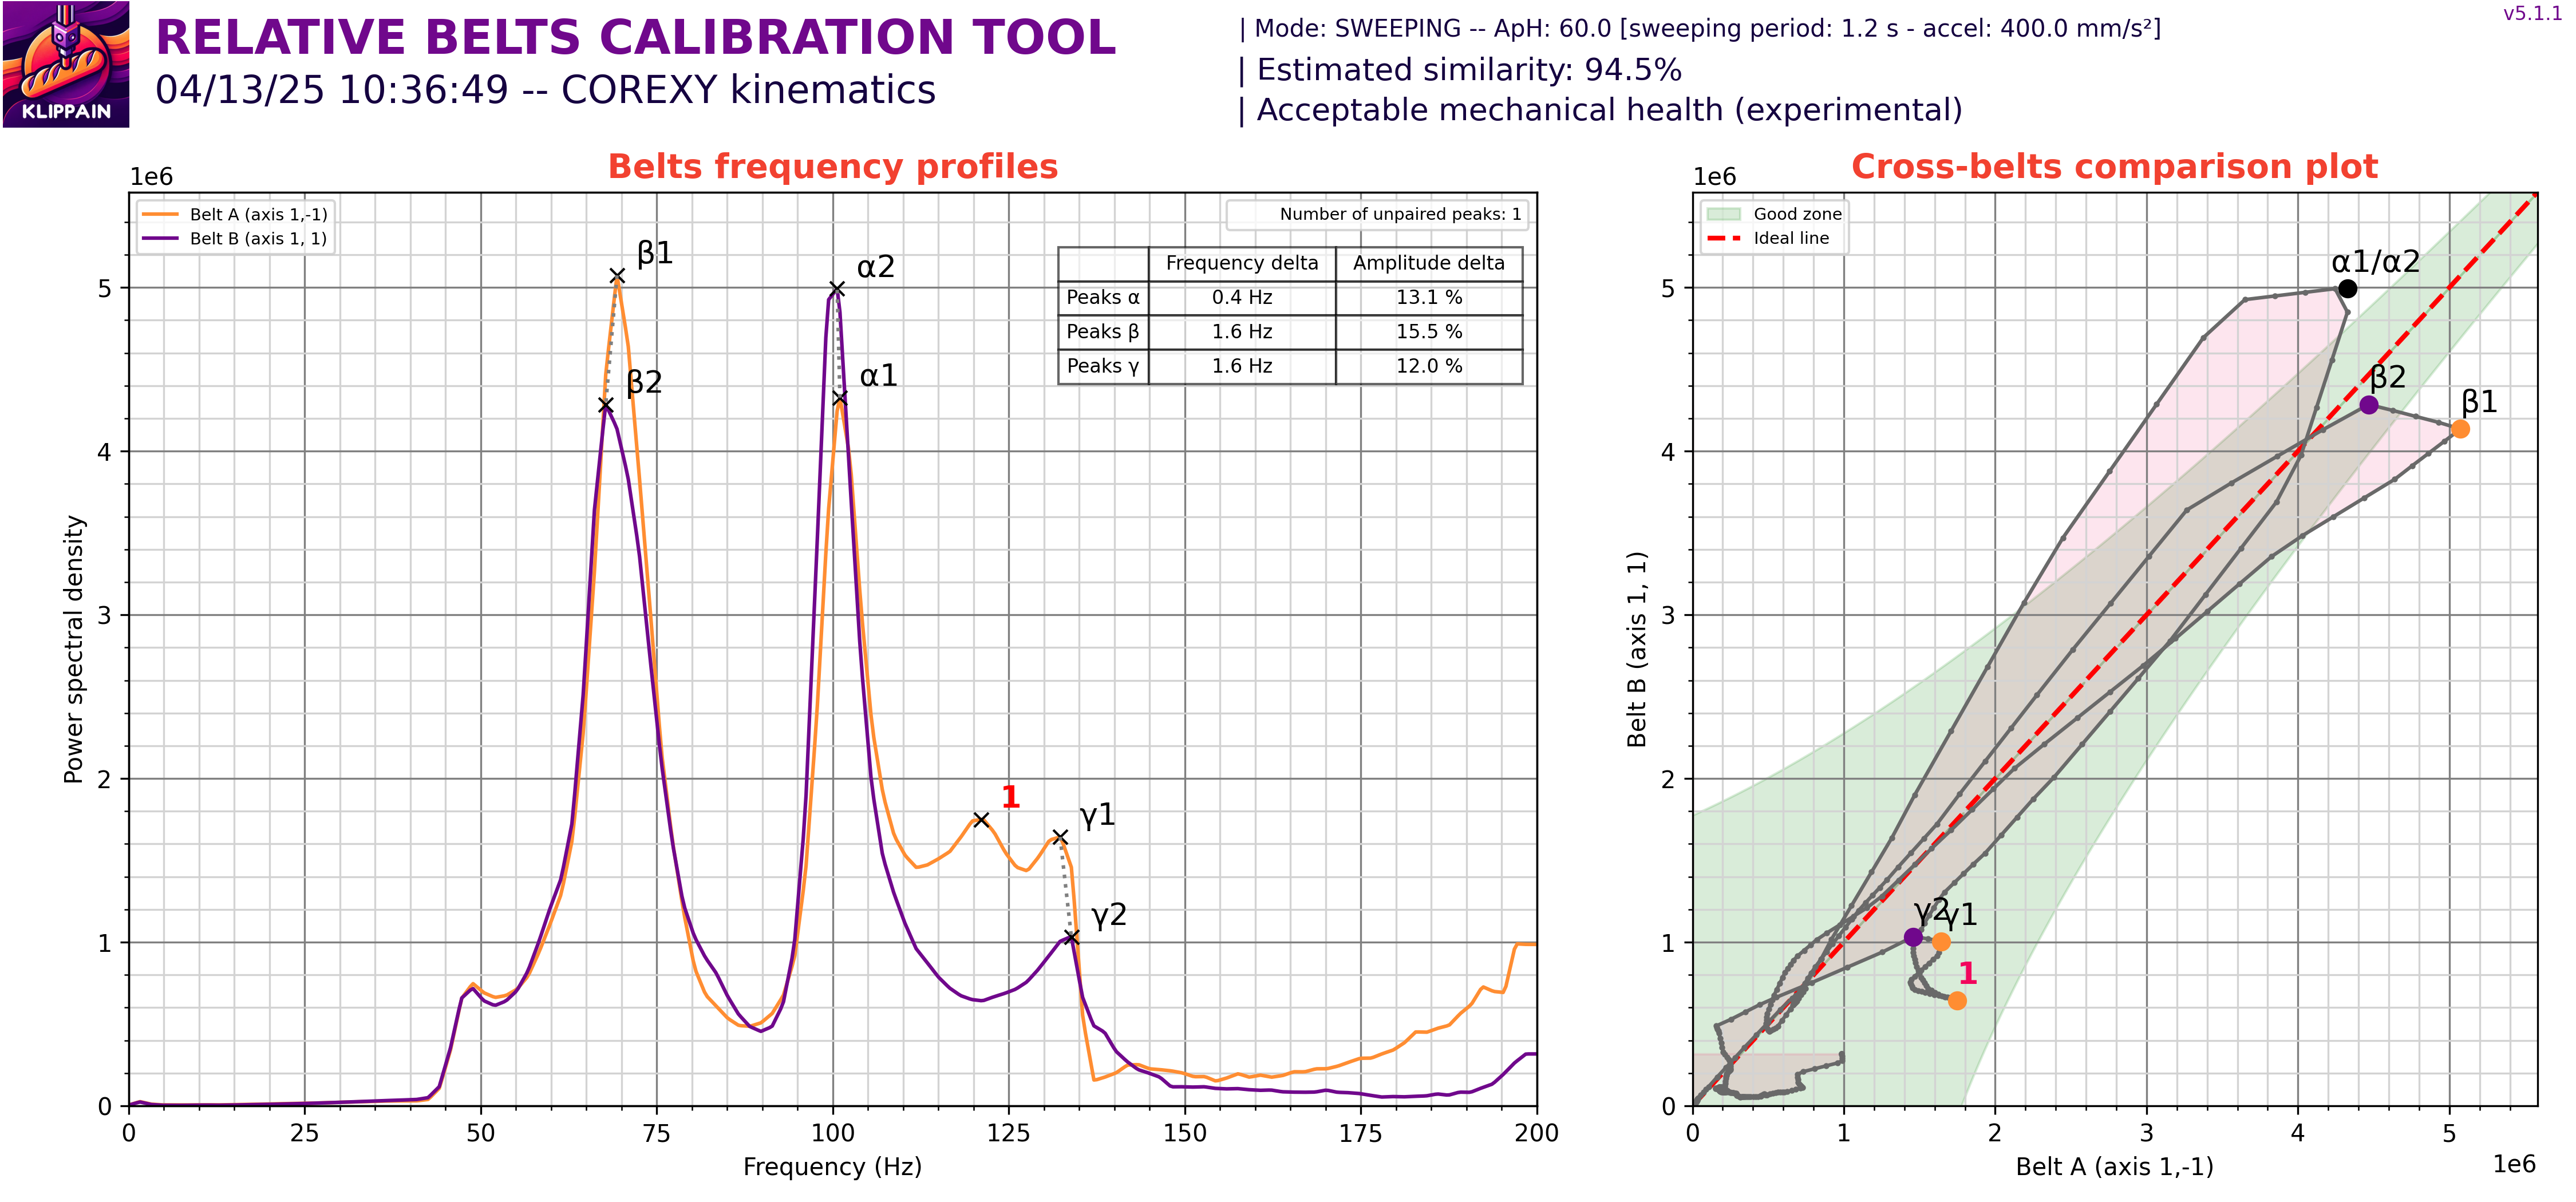 KLIPPAIN
RELATIVE BELTS CALIBRATION TOOL
04/13/25 10:36:49 -- COREXY kinematics
| Mode: SWEEPING -- ApH: 60.0 [sweeping period: 1.2 s - accel: 400.0 mm/s²]
| Estimated similarity: 94.5%
| Acceptable mechanical health (experimental)
v5.1.1
Belts frequency profiles
1e6
Belt A (axis 1,-1)
Belt B (axis 1, 1)
Number of unpaired peaks: 1
Frequency delta Amplitude delta
Peaks α 0.4 Hz 13.1 %
Peaks β 1.6 Hz 15.5 %
Peaks γ 1.6 Hz 12.0 %
β1
α2
β2
α1
1
γ1
γ2
5
4
3
2
1
0
Power spectral density
0 25 50 75 100 125 150 175 200
Frequency (Hz)
Cross-belts comparison plot
1e6
Good zone
Ideal line
α1/α2
β2
β1
γ2
γ1
1
5
4
3
2
1
0
Belt B (axis 1, 1)
0 1 2 3 4 5
Belt A (axis 1,-1)
1e6